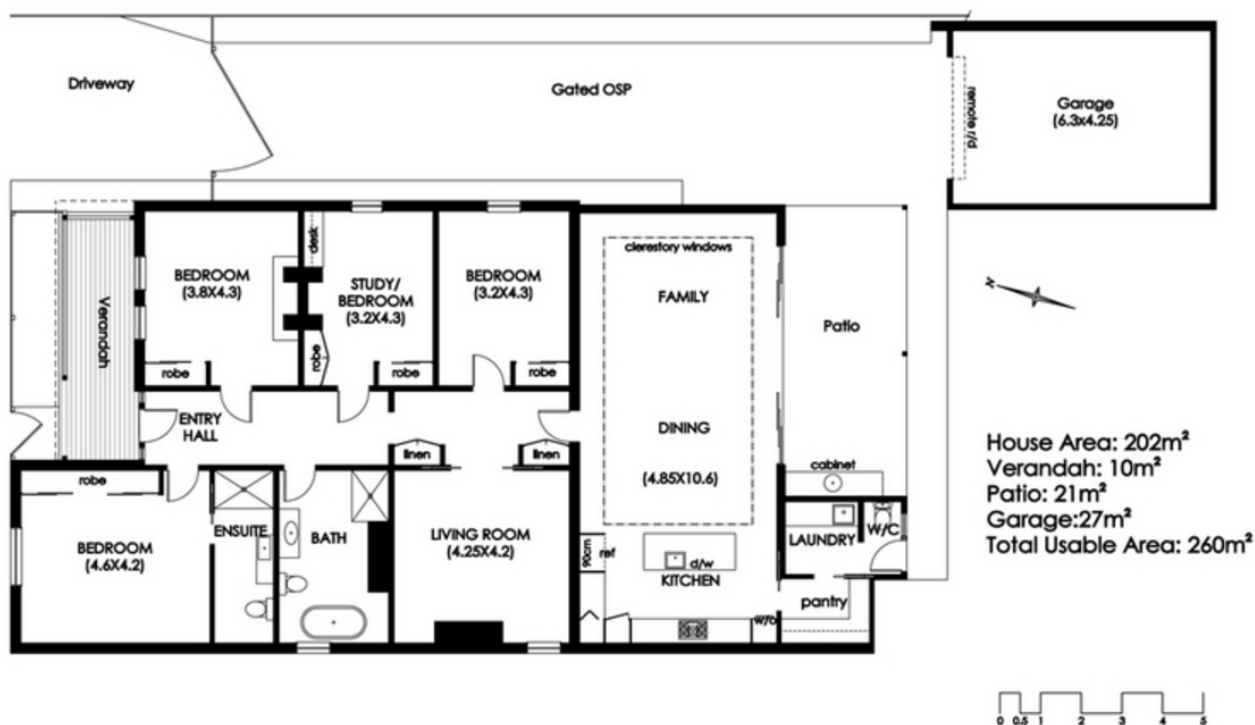 Driveway
Gated OSP
remote r/d
Garage
(6.3x4.25)
Verandah
BEDROOM
(3.8X4.3)
robe
desk
STUDY/
BEDROOM
(3.2X4.3)
robe
robe
BEDROOM
(3.2X4.3)
robe
clerestory windows
FAMILY
DINING
(4.85X10.6)
Patio
N
ENTRY
HALL
linen
linen
robe
BEDROOM
(4.6X4.2)
ENSUITE
BATH
LIVING ROOM
(4.25X4.2)
90cm
ref
d/w
KITCHEN
w/o
cabinet
LAUNDRY
W/C
pantry
House Area: 202m²
Verandah: 10m²
Patio: 21m²
Garage:27m²
Total Usable Area: 260m²
0 0.5 1 2 3 4 5